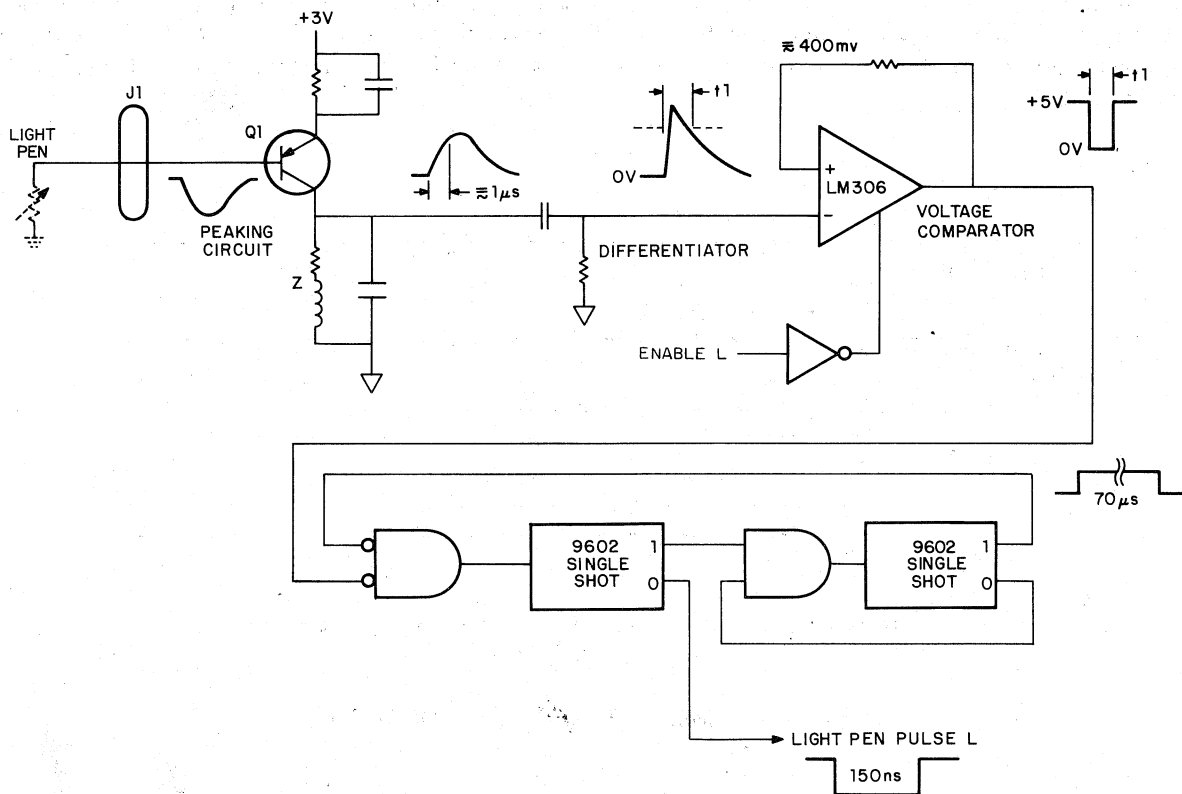 +3V
J1
Q1
LIGHT
PEN
PEAKING
CIRCUIT
≂1μs
Z
0V
t1
DIFFERENTIATOR
≂400mv
+
LM306
−
VOLTAGE
COMPARATOR
t1
+5V
0V
ENABLE L
70μs
9602
SINGLE
SHOT
1
0
9602
SINGLE
SHOT
1
0
LIGHT PEN PULSE L
150ns